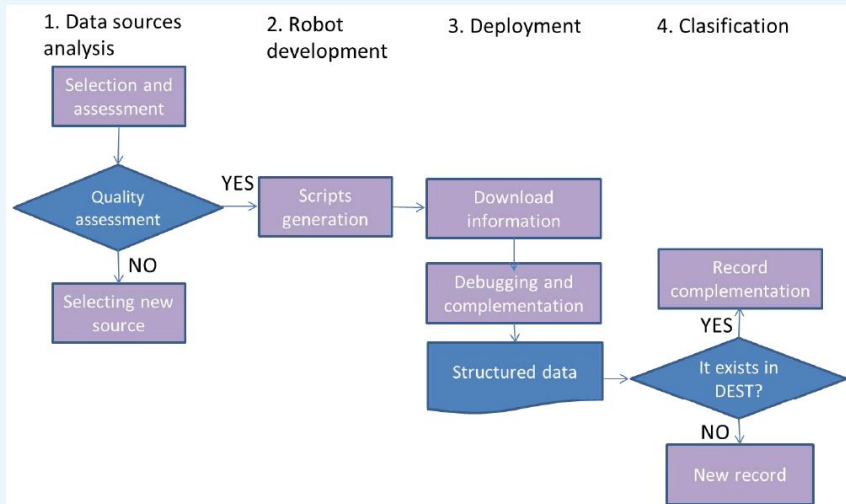 1. Data sources
analysis
2. Robot
development
3. Deployment
4. Clasification
Selection and
assessment
Quality
assessment
YES
NO
Selecting new
source
Scripts
generation
Download
information
Debugging and
complementation
Structured data
Record
complementation
YES
It exists in
DEST?
NO
New record